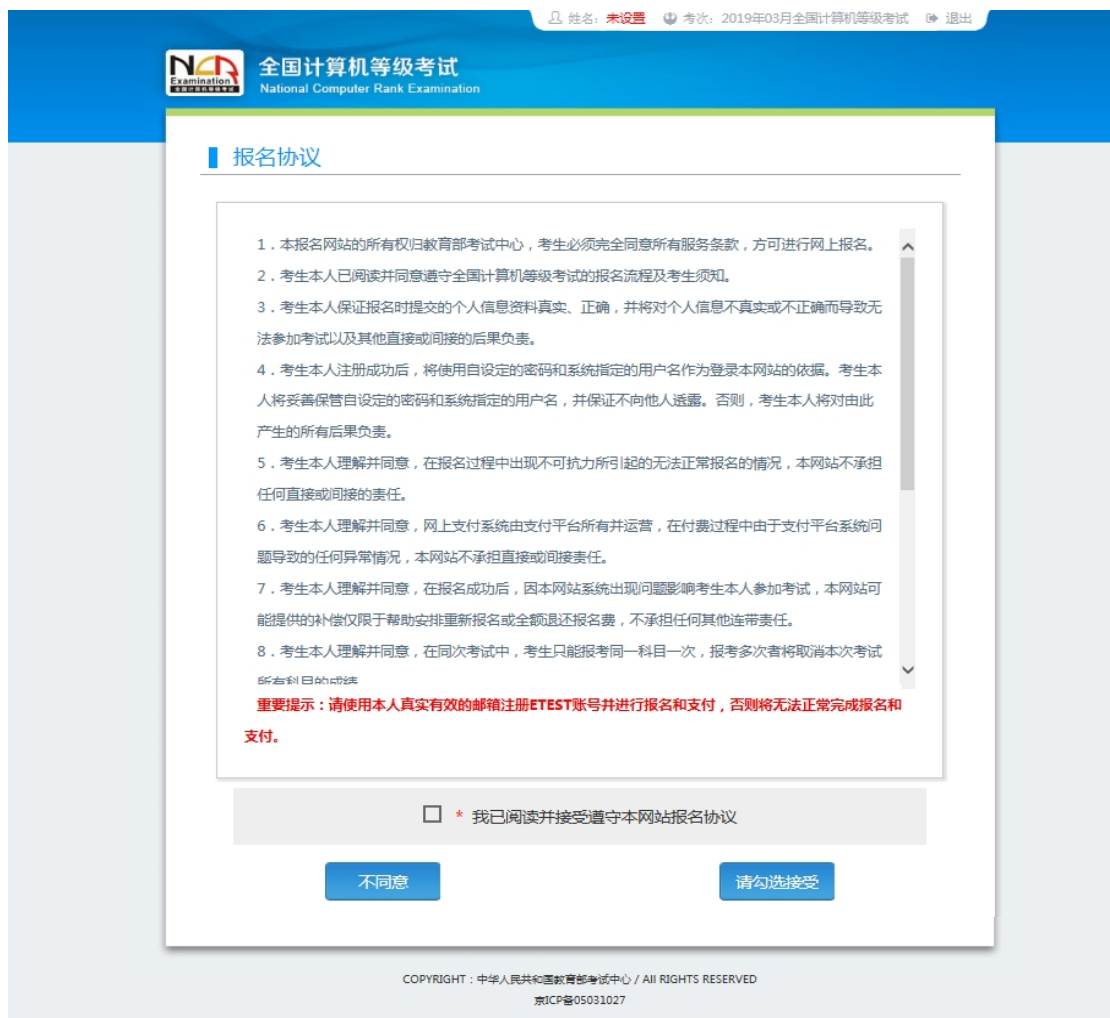 姓名：未设置 考次：2019年03月全国计算机等级考试 退出
NCR
Examination
全国计算机等级考试
全国计算机等级考试
National Computer Rank Examination
报名协议
1．本报名网站的所有权归教育部考试中心，考生必须完全同意所有服务条款，方可进行网上报名。
2．考生本人已阅读并同意遵守全国计算机等级考试的报名流程及考生须知。
3．考生本人保证报名时提交的个人信息资料真实、正确，并将对个人信息不真实或不正确而导致无
法参加考试以及其他直接或间接的后果负责。
4．考生本人注册成功后，将使用自设定的密码和系统指定的用户名作为登录本网站的依据。考生本
人将妥善保管自设定的密码和系统指定的用户名，并保证不向他人透露。否则，考生本人将对由此
产生的所有后果负责。
5．考生本人理解并同意，在报名过程中出现不可抗力所引起的无法正常报名的情况，本网站不承担
任何直接或间接的责任。
6．考生本人理解并同意，网上支付系统由支付平台所有并运营，在付费过程中由于支付平台系统问
题导致的任何异常情况，本网站不承担直接或间接责任。
7．考生本人理解并同意，在报名成功后，因本网站系统出现问题影响考生本人参加考试，本网站可
能提供的补偿仅限于帮助安排重新报名或全额退还报名费，不承担任何其他连带责任。
8．考生本人理解并同意，在同次考试中，考生只能报考同一科目一次，报考多次者将取消本次考试
所有科目的成绩
重要提示：请使用本人真实有效的邮箱注册ETEST账号并进行报名和支付，否则将无法正常完成报名和
支付。
* 我已阅读并接受遵守本网站报名协议
不同意 请勾选接受
COPYRIGHT：中华人民共和国教育部考试中心 / All RIGHTS RESERVED
京ICP备05031027